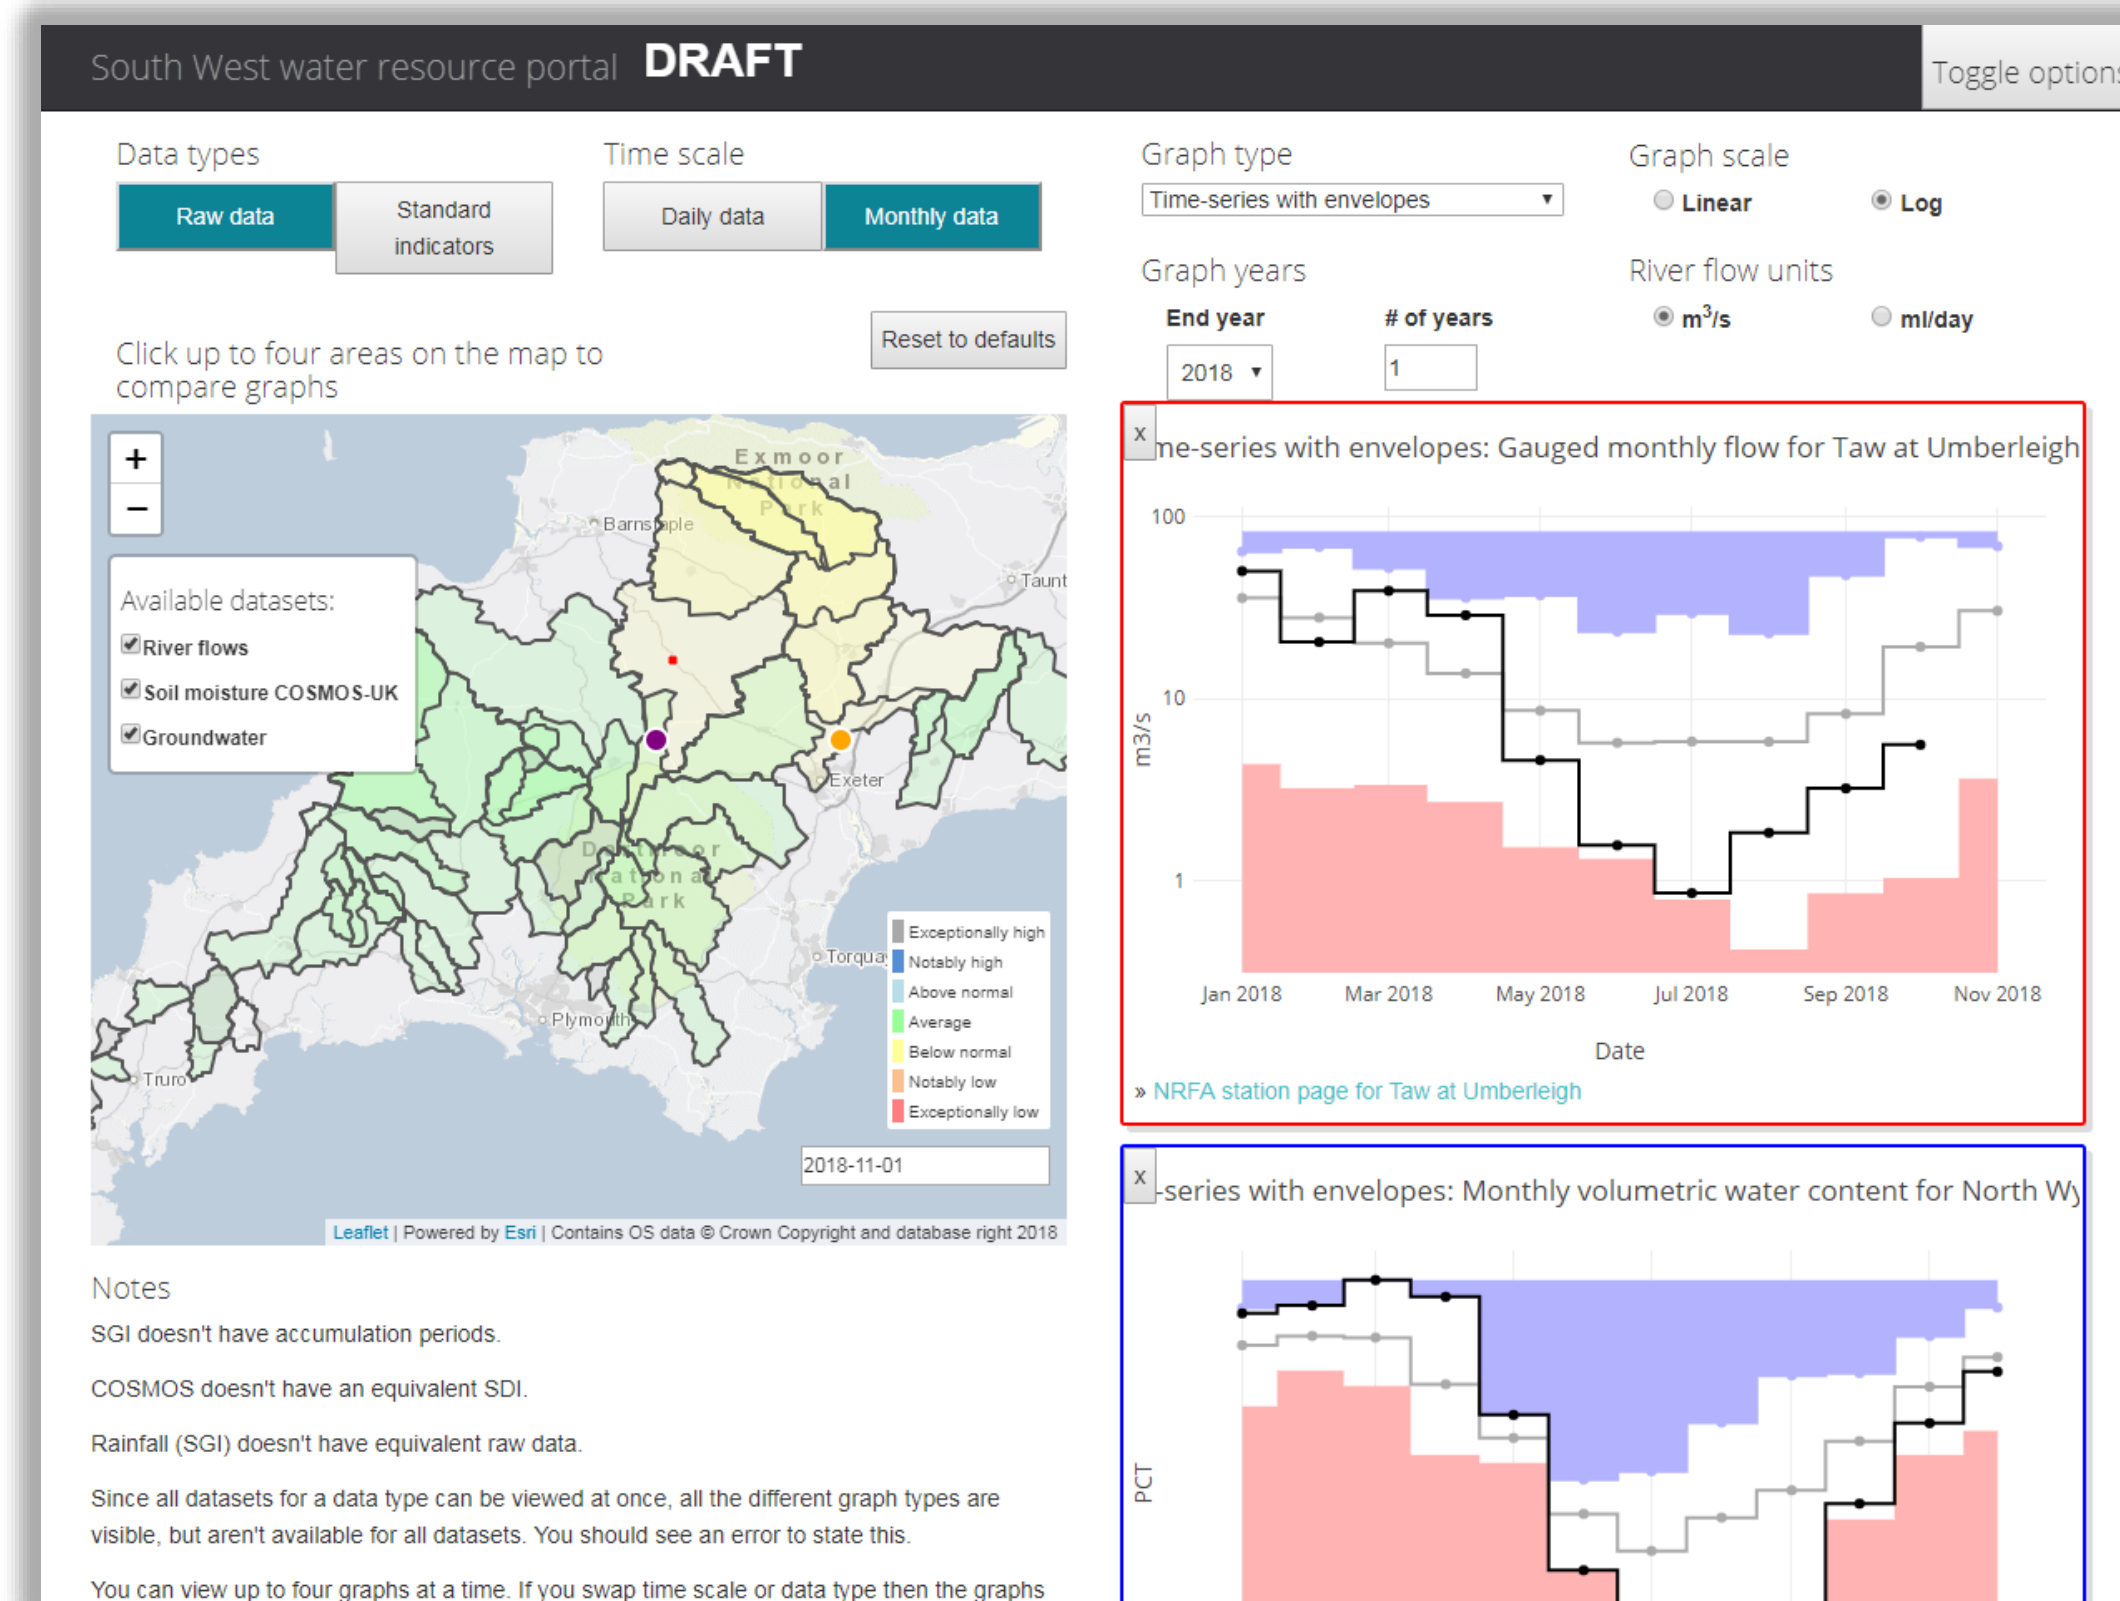 South West water resource portal DRAFT
Toggle options
Data types
Time scale
Raw data
Standard
indicators
Daily data
Monthly data
Graph type
Graph scale
Time-series with envelopes
Linear
Log
Graph years
River flow units
End year
# of years
m³/s
ml/day
2018
1
Click up to four areas on the map to
compare graphs
Reset to defaults
+
−
Available datasets:
River flows
Soil moisture COSMOS-UK
Groundwater
Exmoor
National
Park
Barnstaple
Taunt
Exeter
Dartmoor
National
Park
Torquay
Plymouth
Truro
Exceptionally high
Notably high
Above normal
Average
Below normal
Notably low
Exceptionally low
2018-11-01
Leaflet | Powered by Esri | Contains OS data © Crown Copyright and database right 2018
Notes
SGI doesn't have accumulation periods.
COSMOS doesn't have an equivalent SDI.
Rainfall (SGI) doesn't have equivalent raw data.
Since all datasets for a data type can be viewed at once, all the different graph types are
visible, but aren't available for all datasets. You should see an error to state this.
You can view up to four graphs at a time. If you swap time scale or data type then the graphs
x
me-series with envelopes: Gauged monthly flow for Taw at Umberleigh
100
10
1
m3/s
Jan 2018
Mar 2018
May 2018
Jul 2018
Sep 2018
Nov 2018
Date
» NRFA station page for Taw at Umberleigh
x
-series with envelopes: Monthly volumetric water content for North Wy
PCT